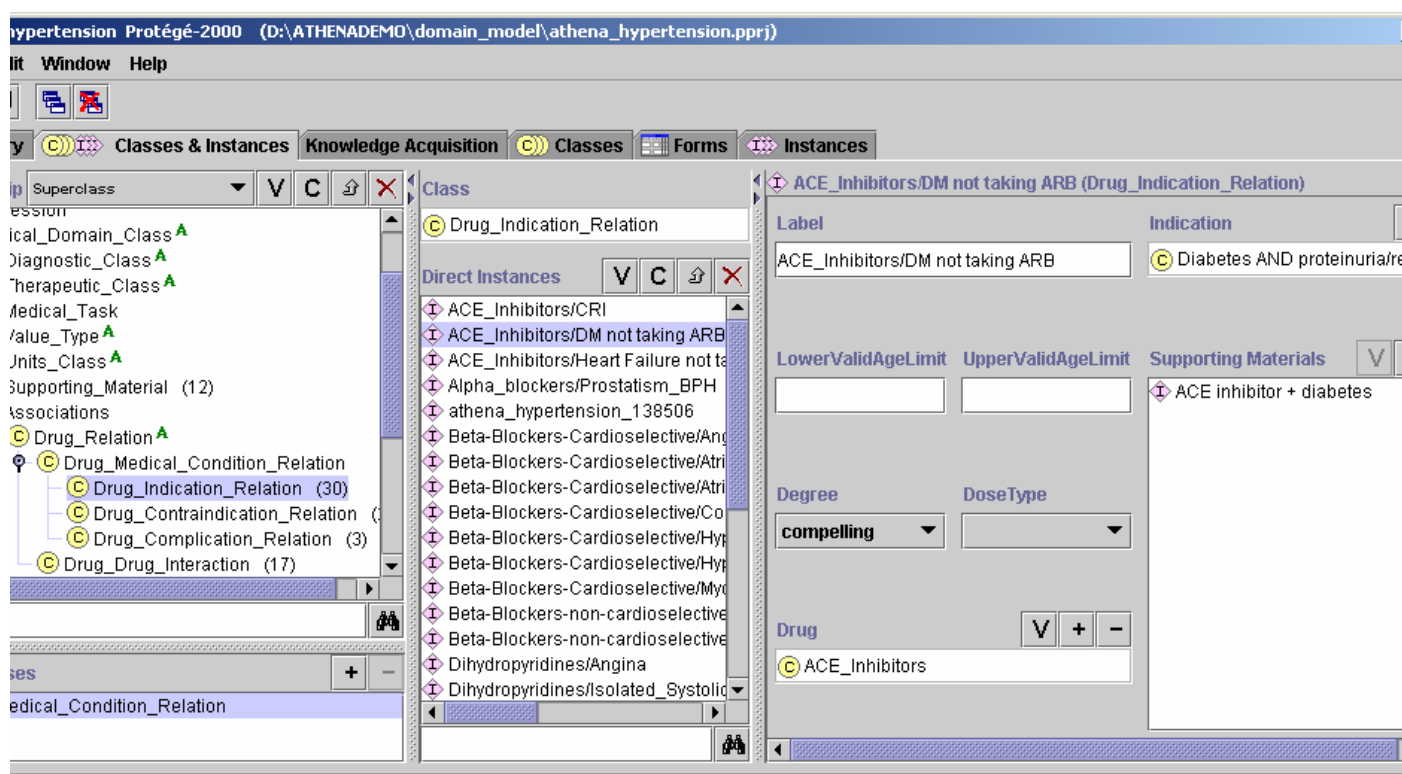 hypertension Protégé-2000 (D:\ATHENADEMO\domain_model\athena_hypertension.pprj)
dit Window Help
ry Classes & Instances Knowledge Acquisition Classes Forms Instances
ip Superclass V C
ession
ical_Domain_Class A
Diagnostic_Class A
Therapeutic_Class A
Medical_Task
Value_Type A
Units_Class A
Supporting_Material (12)
Associations
Drug_Relation A
Drug_Medical_Condition_Relation
Drug_Indication_Relation (30)
Drug_Contraindication_Relation (
Drug_Complication_Relation (3)
Drug_Drug_Interaction (17)
ses + −
edical_Condition_Relation
Class
Drug_Indication_Relation
Direct Instances V C
ACE_Inhibitors/CRI
ACE_Inhibitors/DM not taking ARB
ACE_Inhibitors/Heart Failure not ta
Alpha_blockers/Prostatism_BPH
athena_hypertension_138506
Beta-Blockers-Cardioselective/Ang
Beta-Blockers-Cardioselective/Atri
Beta-Blockers-Cardioselective/Atri
Beta-Blockers-Cardioselective/Co
Beta-Blockers-Cardioselective/Hyp
Beta-Blockers-Cardioselective/Hyp
Beta-Blockers-Cardioselective/Myo
Beta-Blockers-non-cardioselective
Beta-Blockers-non-cardioselective
Dihydropyridines/Angina
Dihydropyridines/Isolated_Systolic
ACE_Inhibitors/DM not taking ARB (Drug_Indication_Relation)
Label Indication
ACE_Inhibitors/DM not taking ARB Diabetes AND proteinuria/re
LowerValidAgeLimit UpperValidAgeLimit Supporting Materials V
ACE inhibitor + diabetes
Degree DoseType
compelling
Drug V + −
ACE_Inhibitors